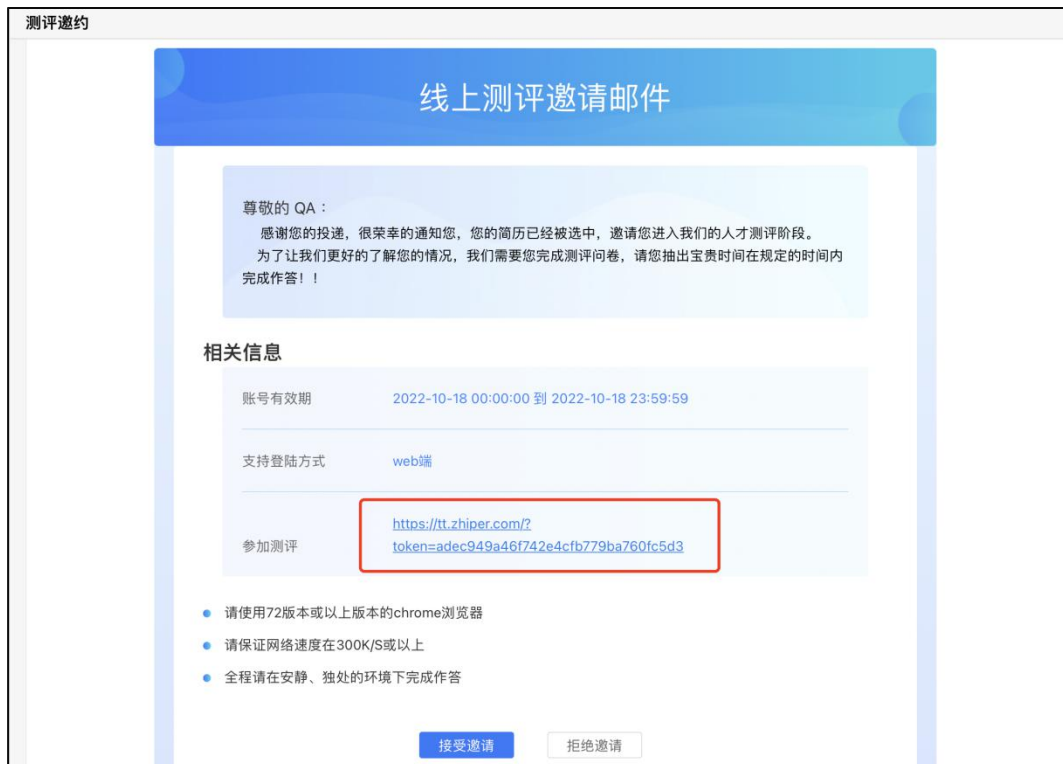 测评邀约
线上测评邀请邮件
尊敬的 QA：
感谢您的投递，很荣幸的通知您，您的简历已经被选中，邀请您进入我们的人才测评阶段。
为了让我们更好的了解您的情况，我们需要您完成测评问卷，请您抽出宝贵时间在规定的时间内
完成作答！！
相关信息
账号有效期 2022-10-18 00:00:00 到 2022-10-18 23:59:59
支持登陆方式 web端
https://tt.zhiper.com/?
参加测评 token=adec949a46f742e4cfb779ba760fc5d3
请使用72版本或以上版本的chrome浏览器
请保证网络速度在300K/S或以上
全程请在安静、独处的环境下完成作答
接受邀请 拒绝邀请